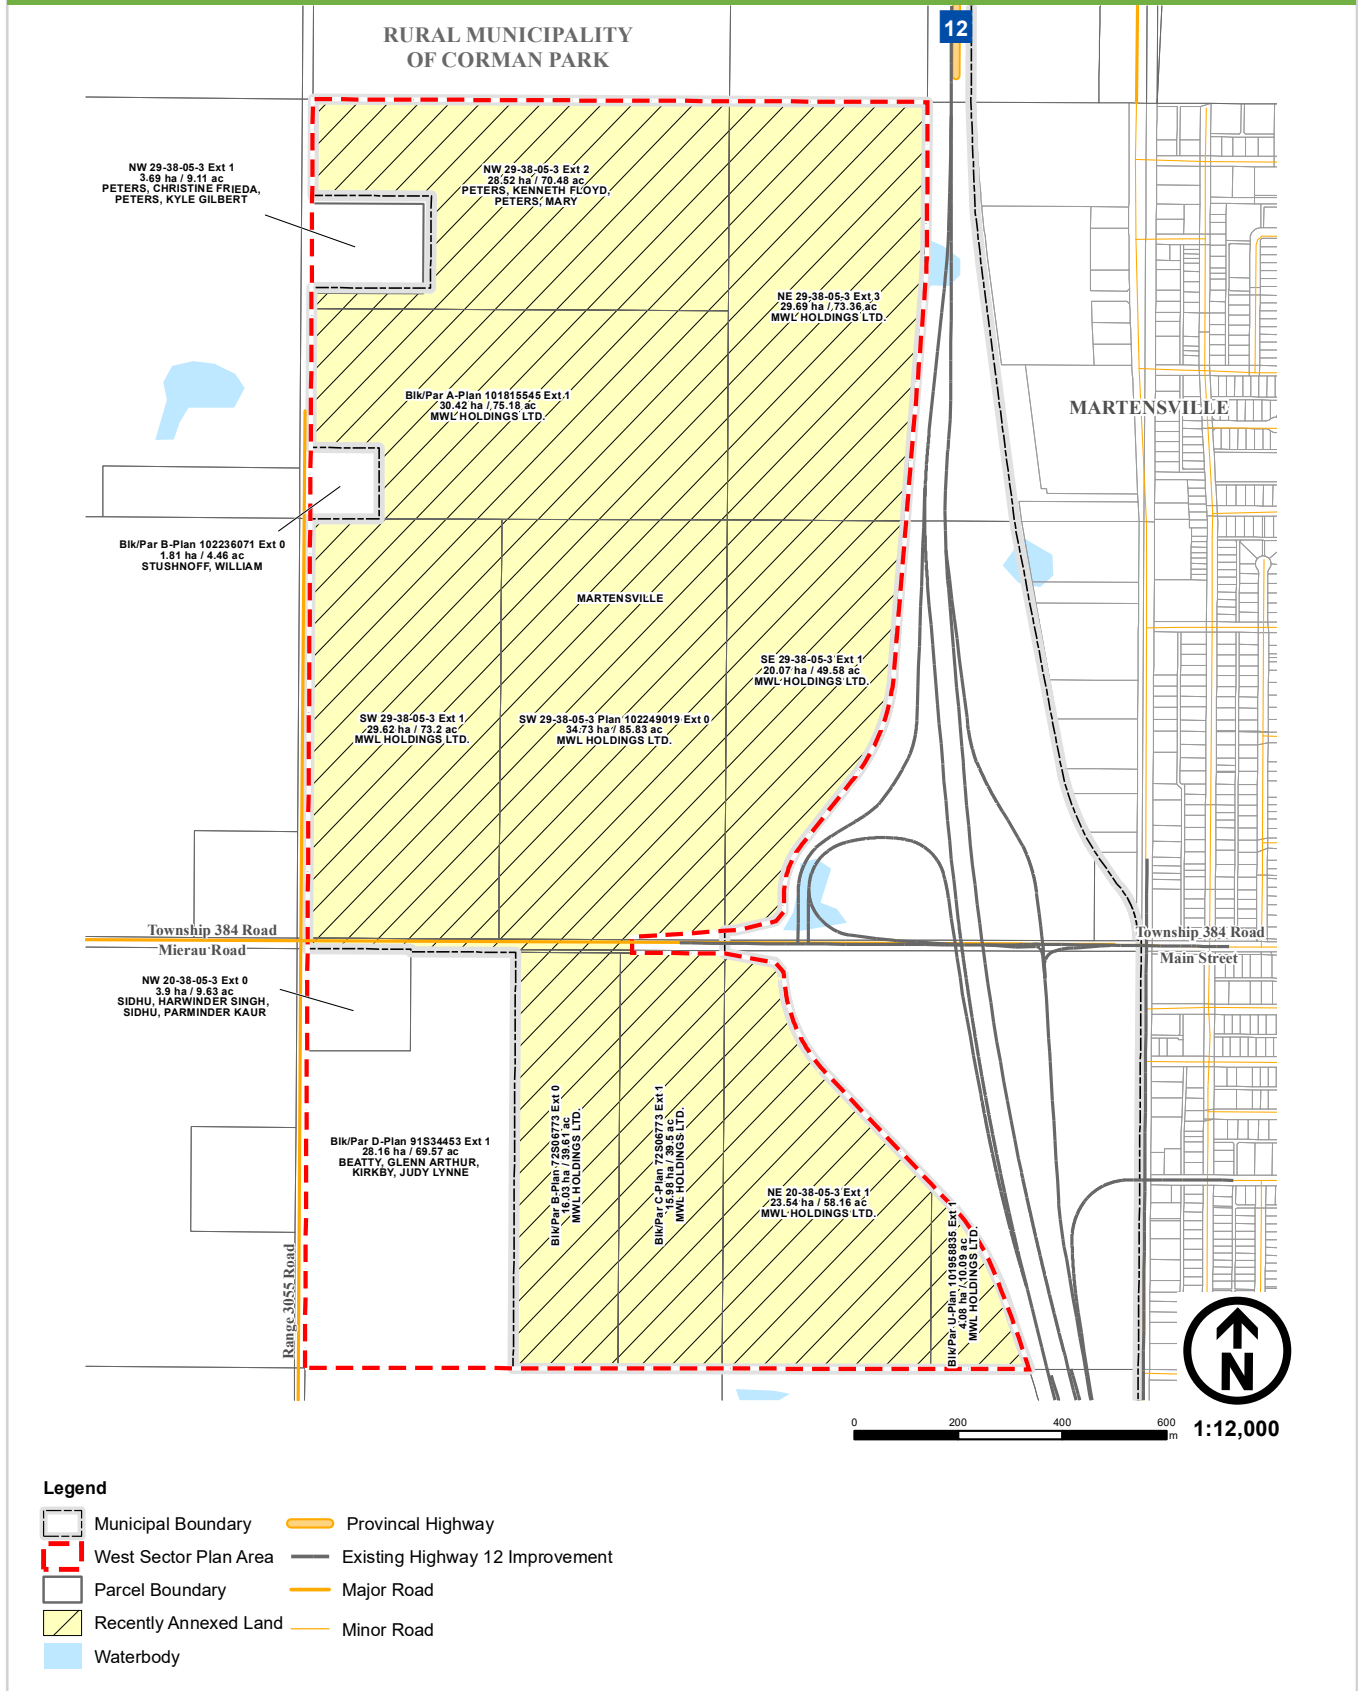 12
RURAL MUNICIPALITY
OF CORMAN PARK
NW 29-38-05-3 Ext 1
3.69 ha / 9.11 ac
PETERS, CHRISTINE FRIEDA,
PETERS, KYLE GILBERT
NW 29-38-05-3 Ext 2
28.52 ha / 70.48 ac
PETERS, KENNETH FLOYD,
PETERS, MARY
NE 29-38-05-3 Ext 3
29.69 ha / 73.36 ac
MWL HOLDINGS LTD.
Blk/Par A-Plan 101815545 Ext 1
30.42 ha / 75.18 ac
MWL HOLDINGS LTD.
MARTENSVILLE
Blk/Par B-Plan 102236071 Ext 0
1.81 ha / 4.46 ac
STUSHNOFF, WILLIAM
MARTENSVILLE
SE 29-38-05-3 Ext 1
20.07 ha / 49.58 ac
MWL HOLDINGS LTD.
SW 29-38-05-3 Ext 1
29.62 ha / 73.2 ac
MWL HOLDINGS LTD.
SW 29-38-05-3 Plan 102249019 Ext 0
34.73 ha / 85.83 ac
MWL HOLDINGS LTD.
Township 384 Road
Mierau Road
Township 384 Road
Main Street
NW 20-38-05-3 Ext 0
3.9 ha / 9.63 ac
SIDHU, HARWINDER SINGH,
SIDHU, PARMINDER KAUR
Blk/Par D-Plan 91S34453 Ext 1
28.16 ha / 69.57 ac
BEATTY, GLENN ARTHUR,
KIRKBY, JUDY LYNNE
Blk/Par B-Plan 72S06773 Ext 0
16.03 ha / 39.61 ac
MWL HOLDINGS LTD.
Blk/Par C-Plan 72S06773 Ext 1
15.98 ha / 39.5 ac
MWL HOLDINGS LTD.
NE 20-38-05-3 Ext 1
23.54 ha / 58.16 ac
MWL HOLDINGS LTD.
Blk/Par U-Plan 101958835 Ext 1
4.08 ha / 10.09 ac
MWL HOLDINGS LTD.
Range 3055 Road
N
0 200 400 600
m
1:12,000
Legend
Municipal Boundary
West Sector Plan Area
Parcel Boundary
Recently Annexed Land
Waterbody
Provincal Highway
Existing Highway 12 Improvement
Major Road
Minor Road